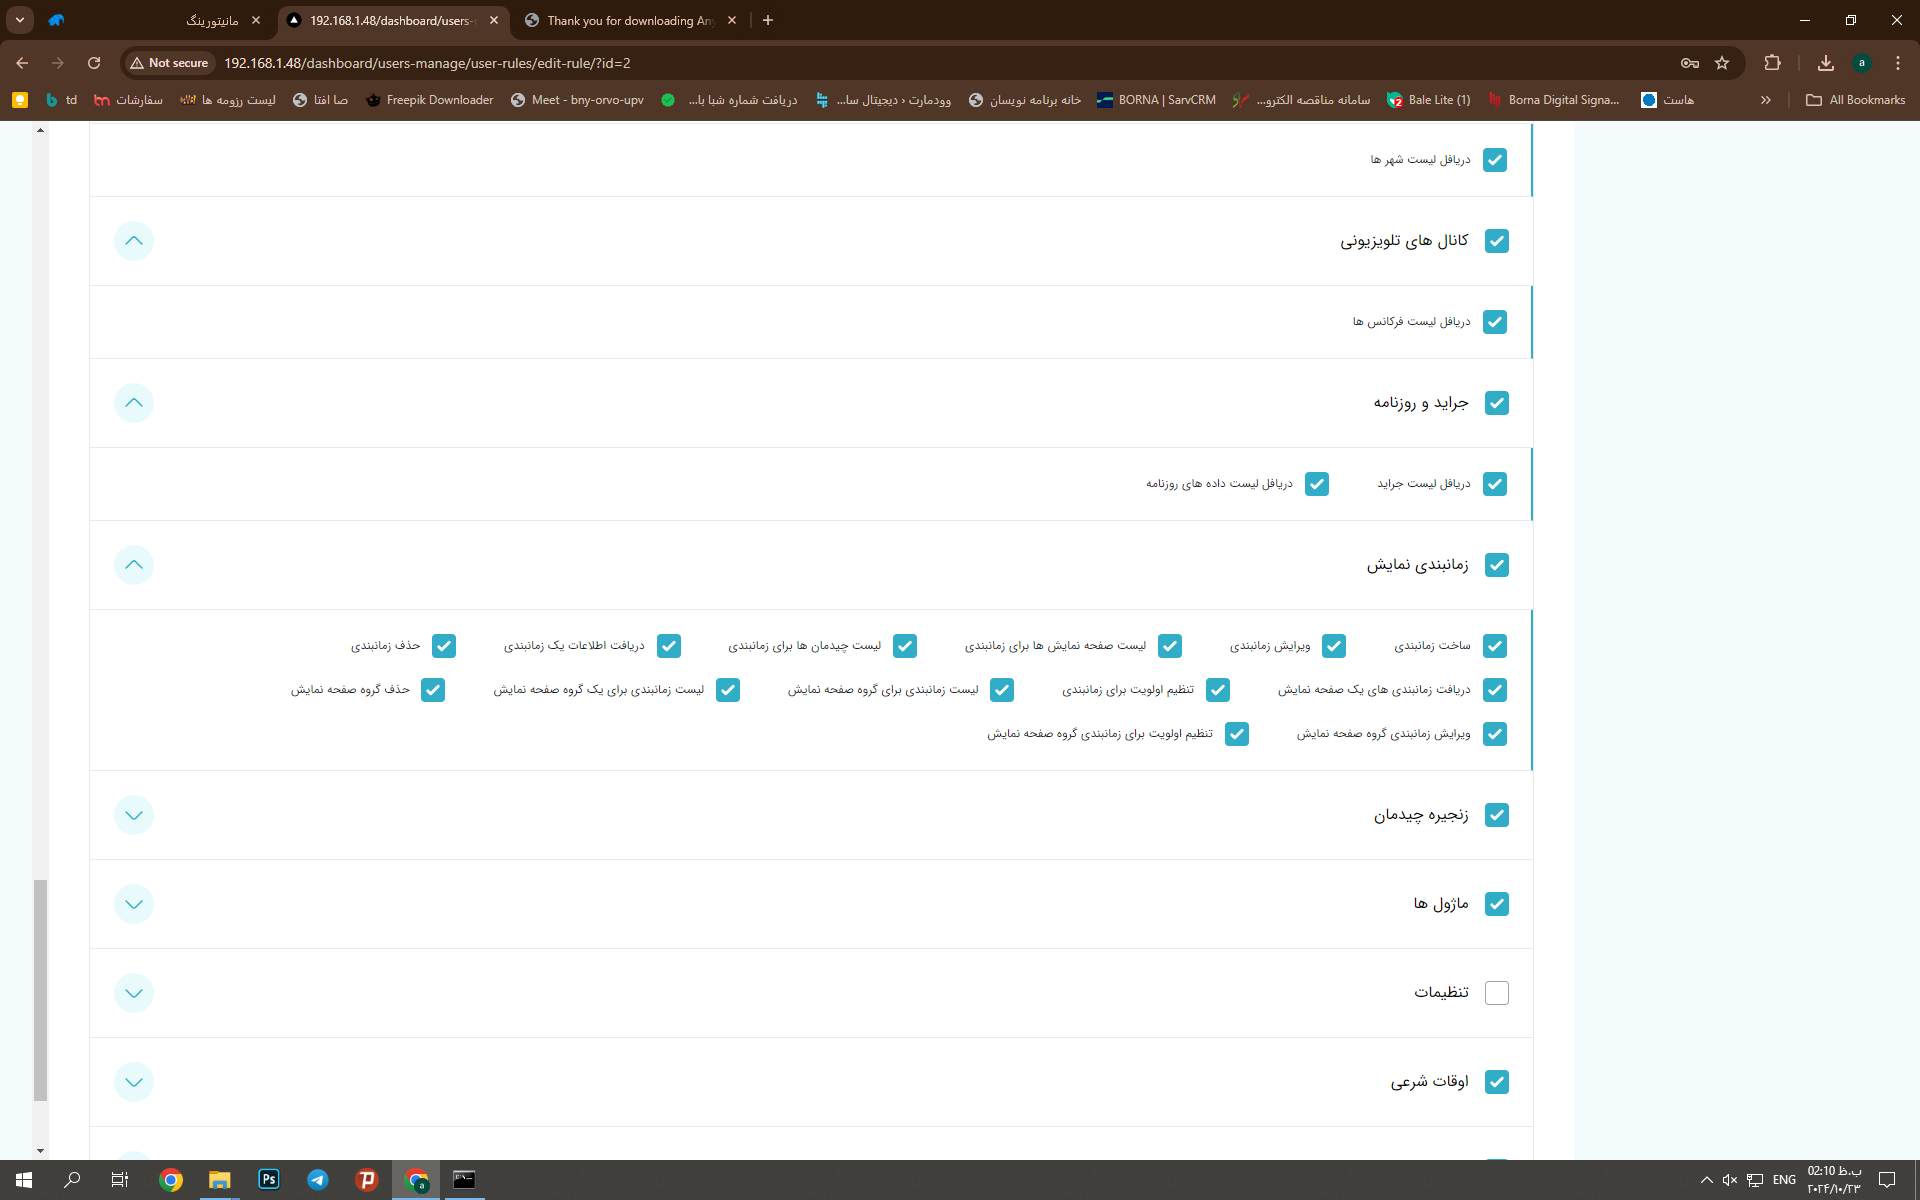 مانیتورینگ
192.168.1.48/dashboard/users-
Thank you for downloading An
Not secure
192.168.1.48/dashboard/users-manage/user-rules/edit-rule/?id=2
a
td
سفارشات
لیست رزومه ها
صا افتا
Freepik Downloader
Meet - bny-orvo-upv
دریافت شماره شبا با...
وودمارت ‹ دیجیتال سا...
خانه برنامه نویسان
BORNA | SarvCRM
سامانه مناقصه الکترو...
Bale Lite (1)
Borna Digital Signa...
هاست
All Bookmarks
دریافل لیست شهر ها
کانال های تلویزیونی
دریافل لیست فرکانس ها
جراید و روزنامه
دریافل لیست جراید دریافل لیست داده های روزنامه
زمانبندی نمایش
ساخت زمانبندی ویرایش زمانبندی لیست صفحه نمایش ها برای زمانبندی لیست چیدمان ها برای زمانبندی دریافت اطلاعات یک زمانبندی حذف زمانبندی
دریافت زمانبندی های یک صفحه نمایش تنظیم اولویت برای زمانبندی لیست زمانبندی برای گروه صفحه نمایش لیست زمانبندی برای یک گروه صفحه نمایش حذف گروه صفحه نمایش
ویرایش زمانبندی گروه صفحه نمایش تنظیم اولویت برای زمانبندی گروه صفحه نمایش
زنجیره چیدمان
ماژول ها
تنظیمات
اوقات شرعی
Ps
ENG
02:10 ب.ظ
۲۰۲۴/۱۰/۲۳